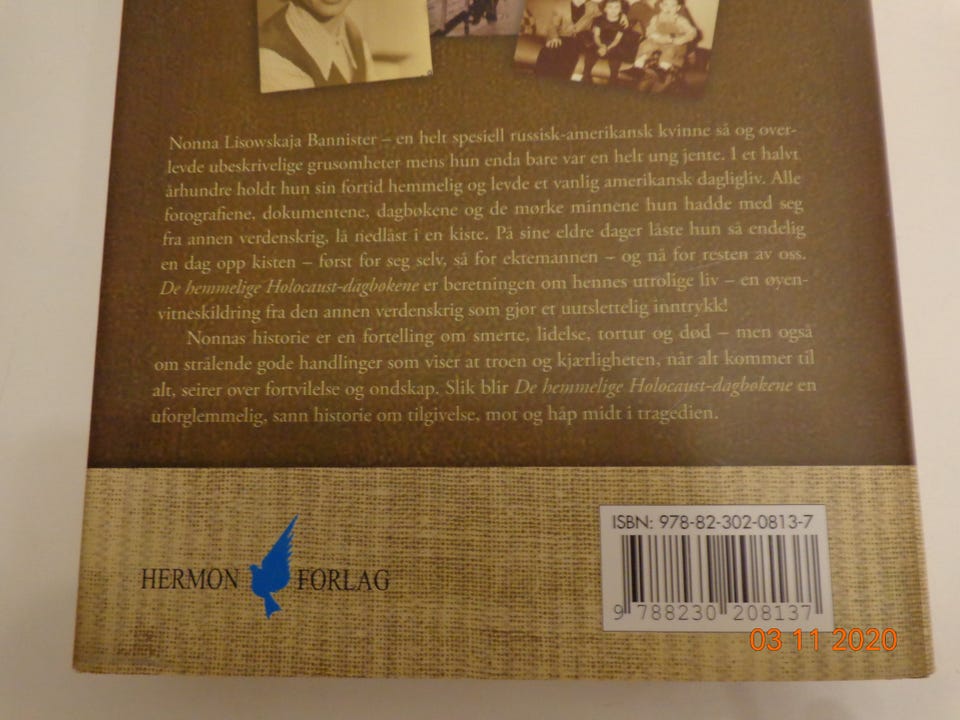 Nonna Lisowskaja Bannister – en helt spesiell russisk-amerikansk kvinne så og over-
levde ubeskrivelige grusomheter mens hun enda bare var en helt ung jente. I et halvt
århundre holdt hun sin fortid hemmelig og levde et vanlig amerikansk dagligliv. Alle
fotografiene, dokumentene, dagbøkene og de mørke minnene hun hadde med seg
fra annen verdenskrig, lå nedlåst i en kiste. På sine eldre dager låste hun så endelig
en dag opp kisten – først for seg selv, så for ektemannen – og nå for resten av oss.
De hemmelige Holocaust-dagbøkene er beretningen om hennes utrolige liv – en øyen-
vitneskildring fra den annen verdenskrig som gjør et uutslettelig inntrykk!
Nonnas historie er en fortelling om smerte, lidelse, tortur og død – men også
om strålende gode handlinger som viser at troen og kjærligheten, når alt kommer til
alt, seirer over fortvilelse og ondskap. Slik blir De hemmelige Holocaust-dagbøkene en
uforglemmelig, sann historie om tilgivelse, mot og håp midt i tragedien.
HERMON FORLAG
ISBN: 978-82-302-0813-7
9 788230 208137
03 11 2020